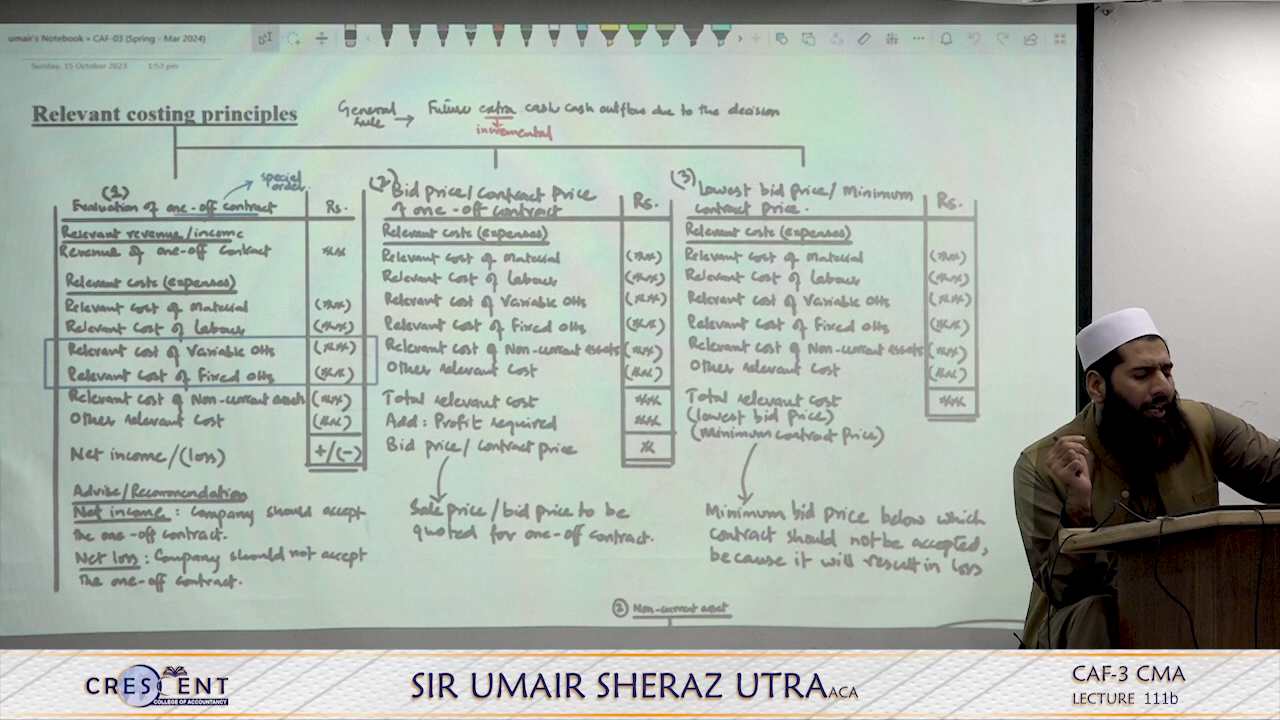 umair's Notebook » CAF-03 (Spring - Mar 2024)
Sunday, 15 October 2023 1:53 pm
Relevant costing principles
General rule → Future extra cash cash outflow due to the decision
incremental
special order
(1)
Evaluation of one-off contract Rs.
Relevant revenue/income
Revenue of one-off contract xxx
Relevant costs (expenses)
Relevant cost of Material (xxx)
Relevant cost of Labour (xxx)
Relevant cost of Variable OHs (xxx)
Relevant cost of Fixed OHs (xxx)
Relevant cost of Non-current assets (xxx)
Other relevant cost (xxx)
Net income/(loss) +/(-)
Advise/Recommendation
Net income : Company should accept
the one-off contract.
Net loss : Company should not accept
the one-off contract.
(2) Bid price/Contract Price
of one-off contract Rs.
Relevant costs (expenses)
Relevant cost of Material (xxx)
Relevant cost of Labour (xxx)
Relevant cost of Variable OHs (xxx)
Relevant cost of Fixed OHs (xxx)
Relevant cost of Non-current assets (xxx)
Other relevant cost (xxx)
Total relevant cost xxx
Add: Profit required xxx
Bid price/contract price xx
Sale price/bid price to be
quoted for one-off contract.
(3) Lowest bid price/Minimum
contract price. Rs.
Relevant costs (expenses)
Relevant cost of Material (xxx)
Relevant cost of Labour (xxx)
Relevant cost of Variable OHs (xxx)
Relevant cost of Fixed OHs (xxx)
Relevant cost of Non-current assets (xxx)
Other relevant cost (xxx)
Total relevant cost xxx
(lowest bid price)
(minimum contract price)
Minimum bid price below which
contract should not be accepted,
because it will result in loss
② Non-current asset
CRESCENT
COLLEGE OF ACCOUNTANCY
SIR UMAIR SHERAZ UTRA ACA
CAF-3 CMA
LECTURE 111b